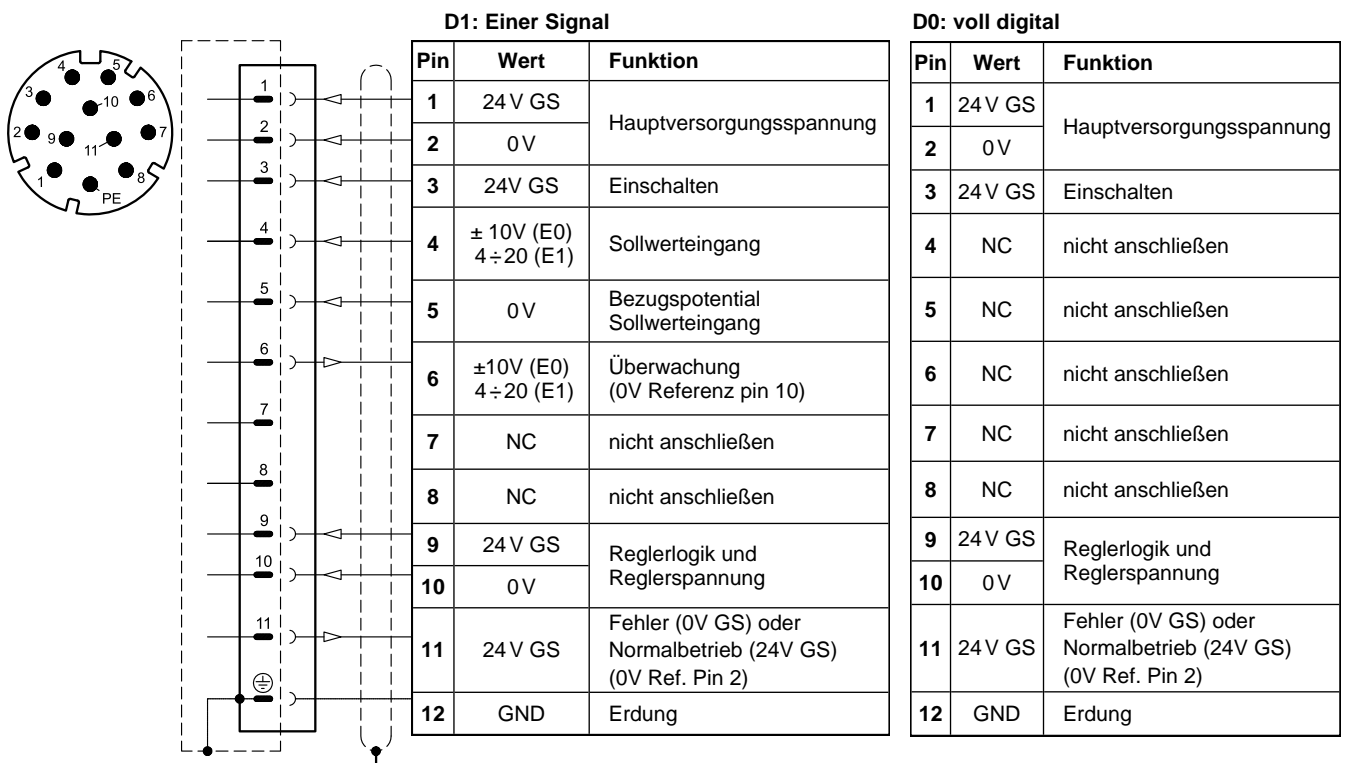 D1: Einer Signal
Pin Wert Funktion
1 24 V GS Hauptversorgungsspannung
2 0 V
3 24V GS Einschalten
4 ± 10V (E0) Sollwerteingang
4÷20 (E1)
5 0 V Bezugspotential
Sollwerteingang
6 ±10V (E0) Überwachung
4÷20 (E1) (0V Referenz pin 10)
7 NC nicht anschließen
8 NC nicht anschließen
9 24 V GS Reglerlogik und
10 0 V Reglerspannung
11 24 V GS Fehler (0V GS) oder
Normalbetrieb (24V GS)
(0V Ref. Pin 2)
12 GND Erdung
D0: voll digital
Pin Wert Funktion
1 24 V GS Hauptversorgungsspannung
2 0 V
3 24 V GS Einschalten
4 NC nicht anschließen
5 NC nicht anschließen
6 NC nicht anschließen
7 NC nicht anschließen
8 NC nicht anschließen
9 24 V GS Reglerlogik und
10 0 V Reglerspannung
11 24 V GS Fehler (0V GS) oder
Normalbetrieb (24V GS)
(0V Ref. Pin 2)
12 GND Erdung
4 5
3 10 6
2 9 11 7
1 8
PE
1
2
3
4
5
6
7
8
9
10
11